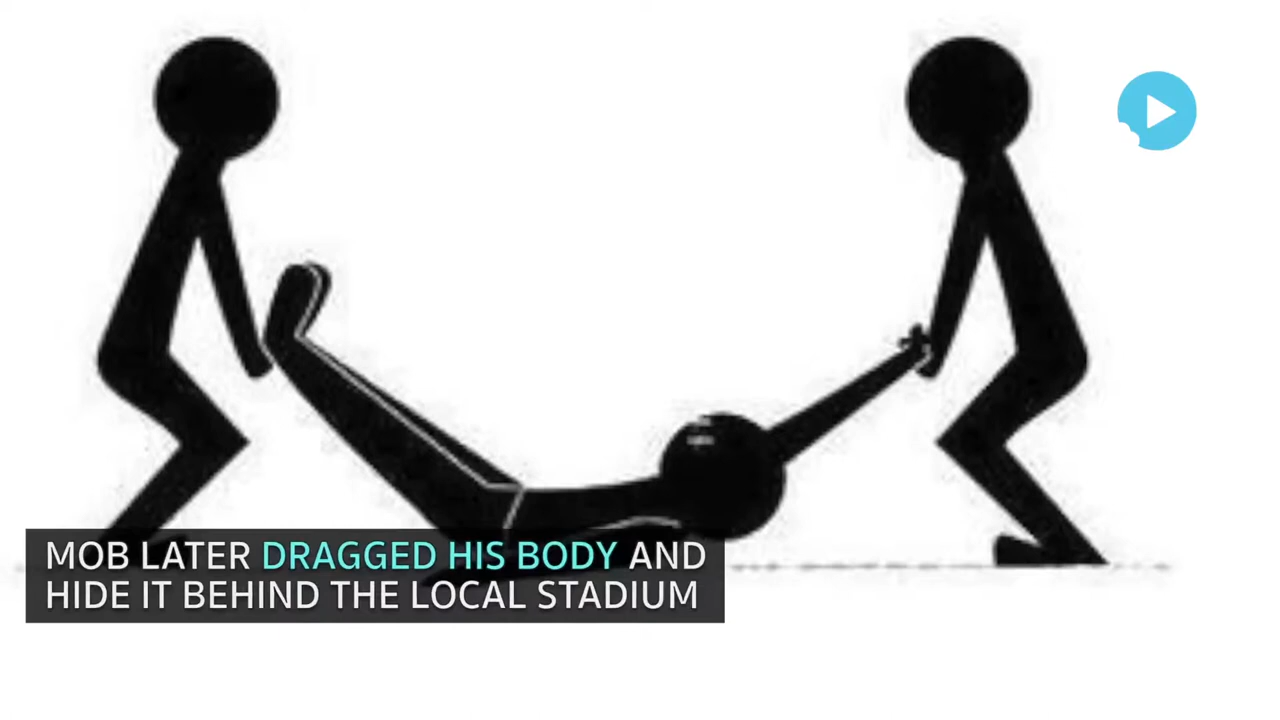 MOB LATER DRAGGED HIS BODY AND
HIDE IT BEHIND THE LOCAL STADIUM